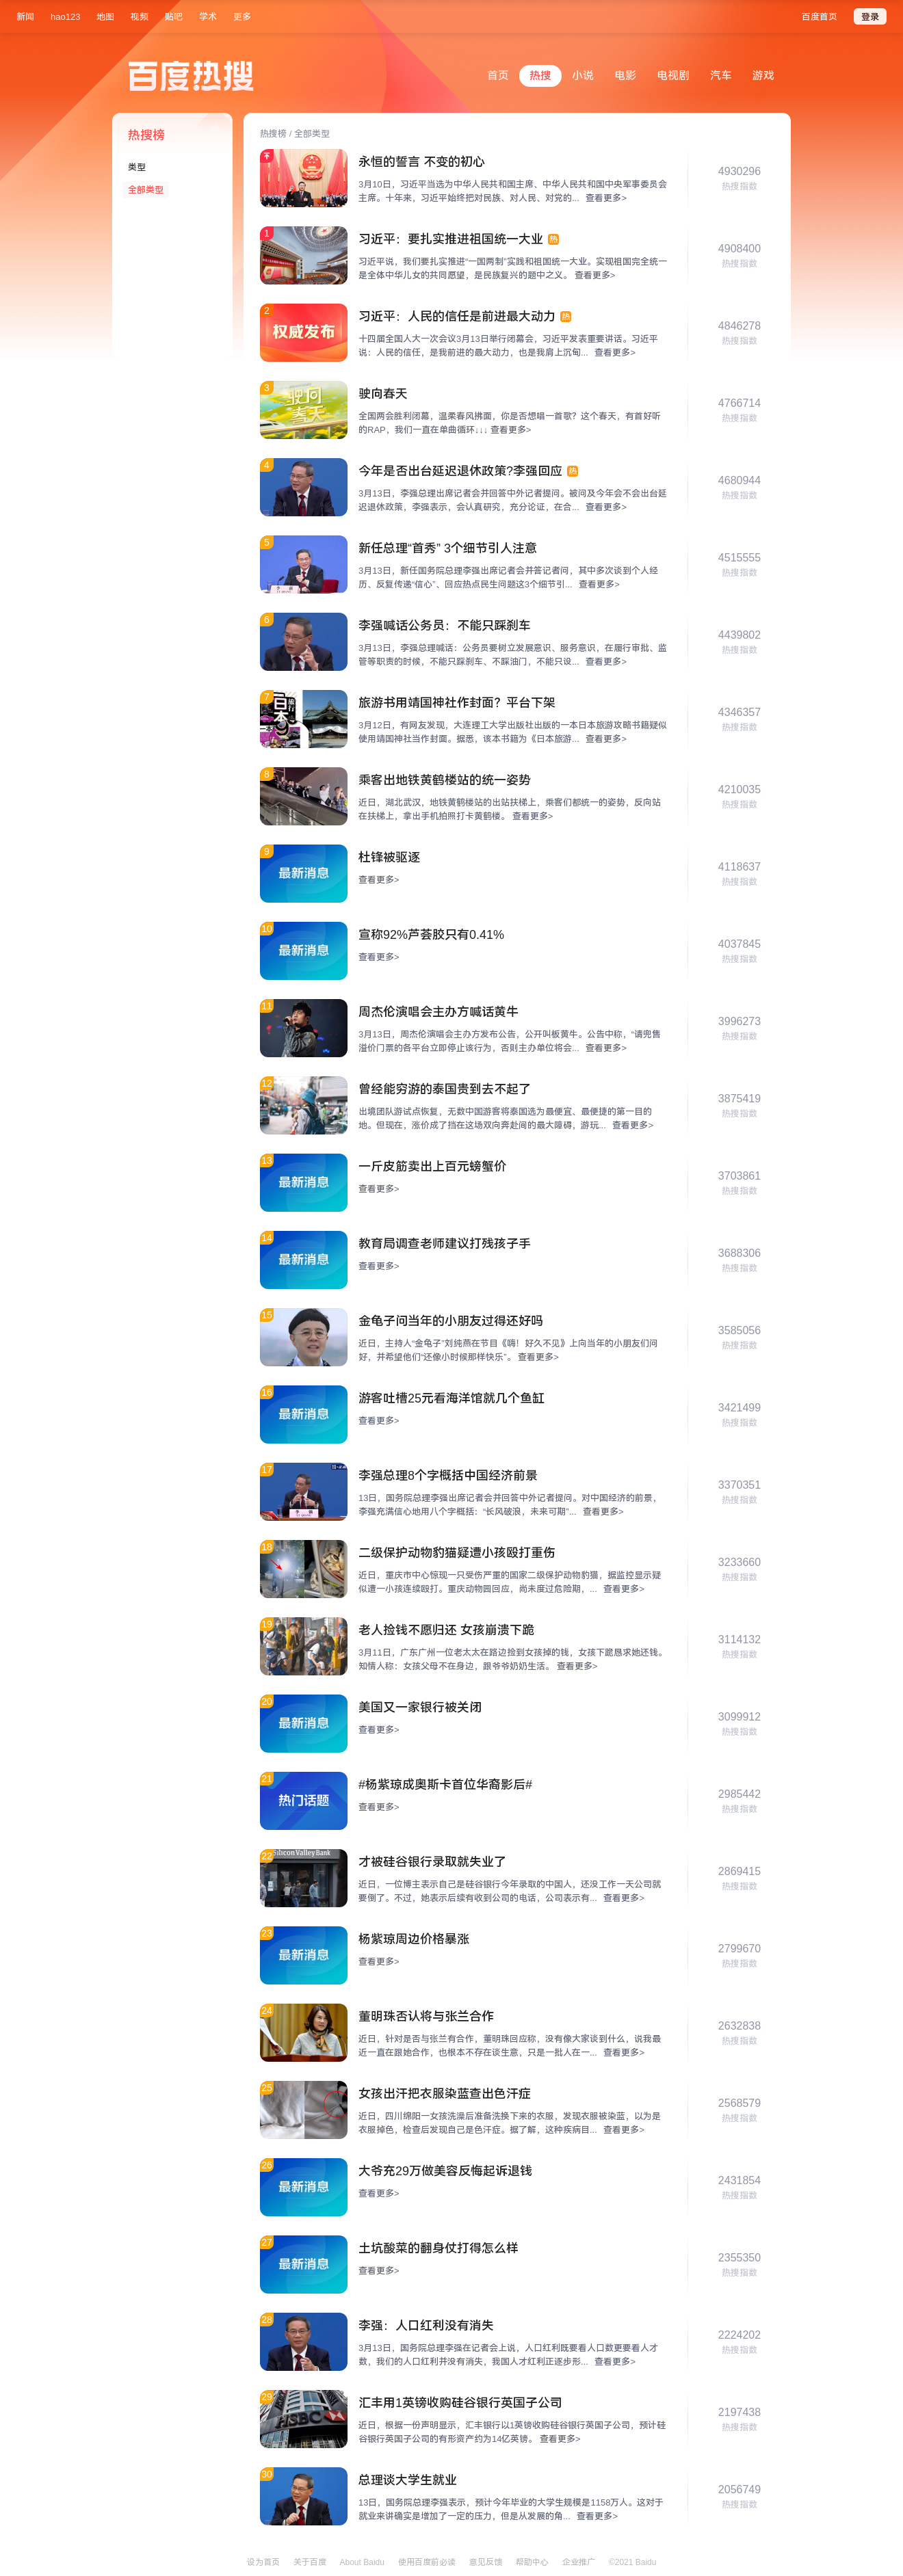 新闻 hao123 地图 视频 贴吧 学术 更多 百度首页 登录
百度热搜
首页 热搜 小说 电影 电视剧 汽车 游戏
热搜榜
类型
全部类型
热搜榜 / 全部类型
永恒的誓言 不变的初心
3月10日，习近平当选为中华人民共和国主席、中华人民共和国中央军事委员会
主席。十年来，习近平始终把对民族、对人民、对党的... 查看更多>
4930296
热搜指数
1
习近平：要扎实推进祖国统一大业 热
习近平说，我们要扎实推进“一国两制”实践和祖国统一大业。实现祖国完全统一
是全体中华儿女的共同愿望，是民族复兴的题中之义。 查看更多>
4908400
热搜指数
2
权威发布
习近平：人民的信任是前进最大动力 热
十四届全国人大一次会议3月13日举行闭幕会，习近平发表重要讲话。习近平
说：人民的信任，是我前进的最大动力，也是我肩上沉甸... 查看更多>
4846278
热搜指数
3
驶向春天
驶向春天
全国两会胜利闭幕，温柔春风拂面，你是否想唱一首歌？这个春天，有首好听
的RAP，我们一直在单曲循环↓↓↓ 查看更多>
4766714
热搜指数
4
今年是否出台延迟退休政策?李强回应 热
3月13日，李强总理出席记者会并回答中外记者提问。被问及今年会不会出台延
迟退休政策，李强表示，会认真研究，充分论证，在合... 查看更多>
4680944
热搜指数
5
新任总理“首秀” 3个细节引人注意
3月13日，新任国务院总理李强出席记者会并答记者问，其中多次谈到个人经
历、反复传递“信心”、回应热点民生问题这3个细节引... 查看更多>
4515555
热搜指数
6
李强喊话公务员：不能只踩刹车
3月13日，李强总理喊话：公务员要树立发展意识、服务意识，在履行审批、监
管等职责的时候，不能只踩刹车、不踩油门，不能只设... 查看更多>
4439802
热搜指数
7
旅游书用靖国神社作封面？平台下架
3月12日，有网友发现，大连理工大学出版社出版的一本日本旅游攻略书籍疑似
使用靖国神社当作封面。据悉，该本书籍为《日本旅游... 查看更多>
4346357
热搜指数
8
乘客出地铁黄鹤楼站的统一姿势
近日，湖北武汉，地铁黄鹤楼站的出站扶梯上，乘客们都统一的姿势，反向站
在扶梯上，拿出手机拍照打卡黄鹤楼。 查看更多>
4210035
热搜指数
9
最新消息
杜锋被驱逐
查看更多>
4118637
热搜指数
10
最新消息
宣称92%芦荟胶只有0.41%
查看更多>
4037845
热搜指数
11
周杰伦演唱会主办方喊话黄牛
3月13日，周杰伦演唱会主办方发布公告，公开叫板黄牛。公告中称，“请兜售
溢价门票的各平台立即停止该行为，否则主办单位将会... 查看更多>
3996273
热搜指数
12
曾经能穷游的泰国贵到去不起了
出境团队游试点恢复，无数中国游客将泰国选为最便宜、最便捷的第一目的
地。但现在，涨价成了挡在这场双向奔赴间的最大障碍，游玩... 查看更多>
3875419
热搜指数
13
最新消息
一斤皮筋卖出上百元螃蟹价
查看更多>
3703861
热搜指数
14
最新消息
教育局调查老师建议打残孩子手
查看更多>
3688306
热搜指数
15
金龟子问当年的小朋友过得还好吗
近日，主持人“金龟子”刘纯燕在节目《嗨！好久不见》上向当年的小朋友们问
好，并希望他们“还像小时候那样快乐”。 查看更多>
3585056
热搜指数
16
最新消息
游客吐槽25元看海洋馆就几个鱼缸
查看更多>
3421499
热搜指数
17
李强总理8个字概括中国经济前景
13日，国务院总理李强出席记者会并回答中外记者提问。对中国经济的前景，
李强充满信心地用八个字概括：“长风破浪，未来可期”... 查看更多>
3370351
热搜指数
18
二级保护动物豹猫疑遭小孩殴打重伤
近日，重庆市中心惊现一只受伤严重的国家二级保护动物豹猫，据监控显示疑
似遭一小孩连续殴打。重庆动物园回应，尚未度过危险期，... 查看更多>
3233660
热搜指数
19
老人捡钱不愿归还 女孩崩溃下跪
3月11日，广东广州一位老太太在路边捡到女孩掉的钱，女孩下跪恳求她还钱。
知情人称：女孩父母不在身边，跟爷爷奶奶生活。 查看更多>
3114132
热搜指数
20
最新消息
美国又一家银行被关闭
查看更多>
3099912
热搜指数
21
热门话题
#杨紫琼成奥斯卡首位华裔影后#
查看更多>
2985442
热搜指数
22
Silicon Valley Bank
才被硅谷银行录取就失业了
近日，一位博主表示自己是硅谷银行今年录取的中国人，还没工作一天公司就
要倒了。不过，她表示后续有收到公司的电话，公司表示有... 查看更多>
2869415
热搜指数
23
最新消息
杨紫琼周边价格暴涨
查看更多>
2799670
热搜指数
24
董明珠否认将与张兰合作
近日，针对是否与张兰有合作，董明珠回应称，没有像大家谈到什么，说我最
近一直在跟她合作，也根本不存在谈生意，只是一批人在一... 查看更多>
2632838
热搜指数
25
女孩出汗把衣服染蓝查出色汗症
近日，四川绵阳一女孩洗澡后准备洗换下来的衣服，发现衣服被染蓝，以为是
衣服掉色，检查后发现自己是色汗症。据了解，这种疾病目... 查看更多>
2568579
热搜指数
26
最新消息
大爷充29万做美容反悔起诉退钱
查看更多>
2431854
热搜指数
27
最新消息
土坑酸菜的翻身仗打得怎么样
查看更多>
2355350
热搜指数
28
李强：人口红利没有消失
3月13日，国务院总理李强在记者会上说，人口红利既要看人口数更要看人才
数，我们的人口红利并没有消失，我国人才红利正逐步形... 查看更多>
2224202
热搜指数
29
HSBC
汇丰用1英镑收购硅谷银行英国子公司
近日，根据一份声明显示，汇丰银行以1英镑收购硅谷银行英国子公司，预计硅
谷银行英国子公司的有形资产约为14亿英镑。 查看更多>
2197438
热搜指数
30
总理谈大学生就业
13日，国务院总理李强表示，预计今年毕业的大学生规模是1158万人。这对于
就业来讲确实是增加了一定的压力，但是从发展的角... 查看更多>
2056749
热搜指数
设为首页 关于百度 About Baidu 使用百度前必读 意见反馈 帮助中心 企业推广 ©2021 Baidu